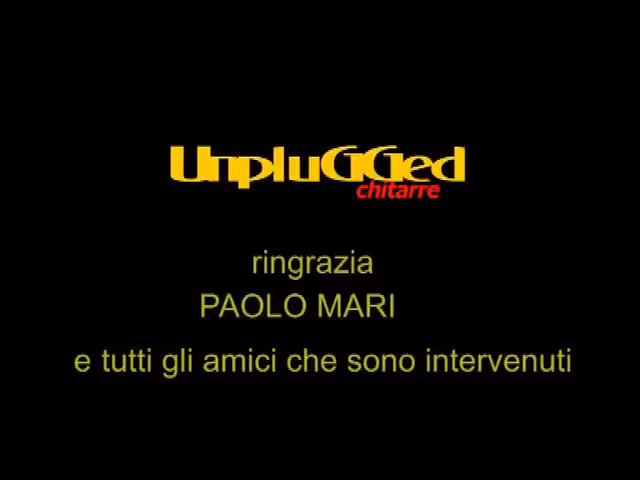 UnpluGGed
chitarre
ringrazia
PAOLO MARI
e tutti gli amici che sono intervenuti